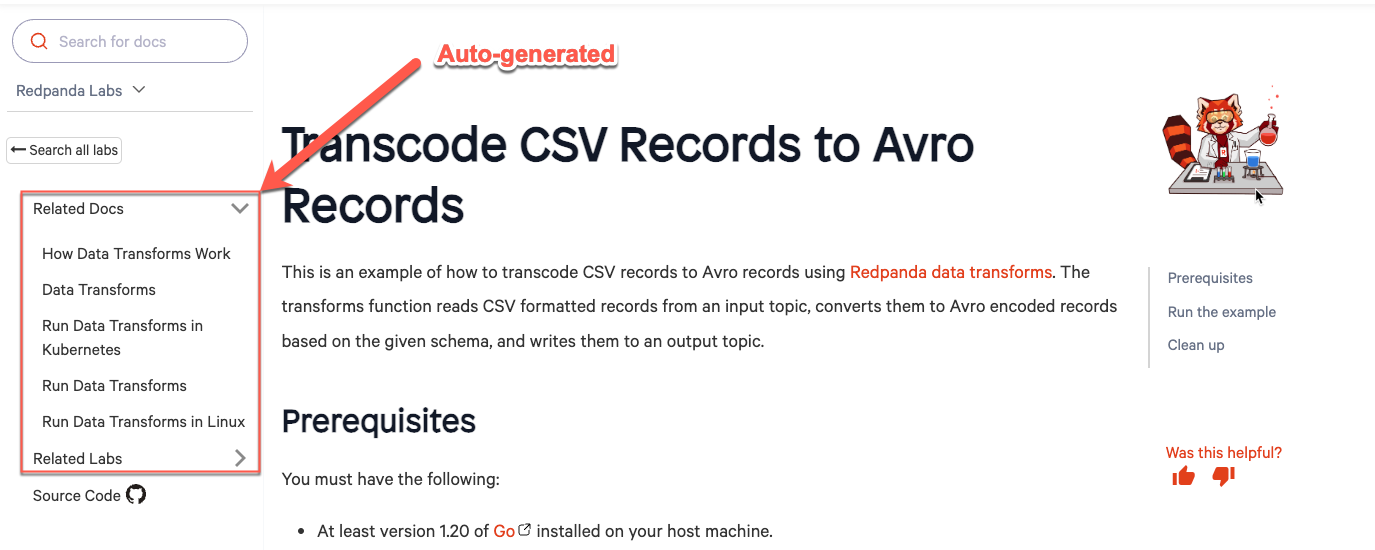 Search for docs
Redpanda Labs
Search all labs
Related Docs
How Data Transforms Work
Data Transforms
Run Data Transforms in
Kubernetes
Run Data Transforms
Run Data Transforms in Linux
Related Labs
Source Code
Auto-generated
Transcode CSV Records to Avro
Records
This is an example of how to transcode CSV records to Avro records using Redpanda data transforms. The
transforms function reads CSV formatted records from an input topic, converts them to Avro encoded records
based on the given schema, and writes them to an output topic.
Prerequisites
You must have the following:
• At least version 1.20 of Go installed on your host machine.
Prerequisites
Run the example
Clean up
Was this helpful?